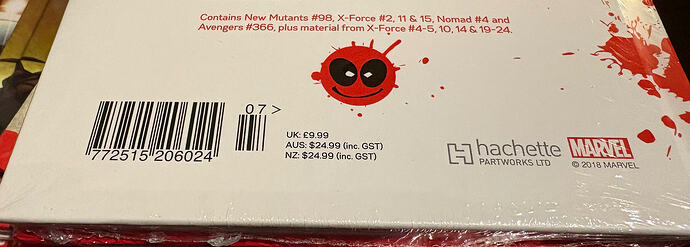 Contains New Mutants #98, X-Force #2, 11 & 15, Nomad #4 and
Avengers #366, plus material from X-Force #4-5, 10, 14 & 19-24.
07 >
772515 206024
UK: £9.99
AUS: $24.99 (inc. GST)
NZ: $24.99 (inc. GST)
hachette
PARTWORKS LTD
MARVEL
© 2018 MARVEL